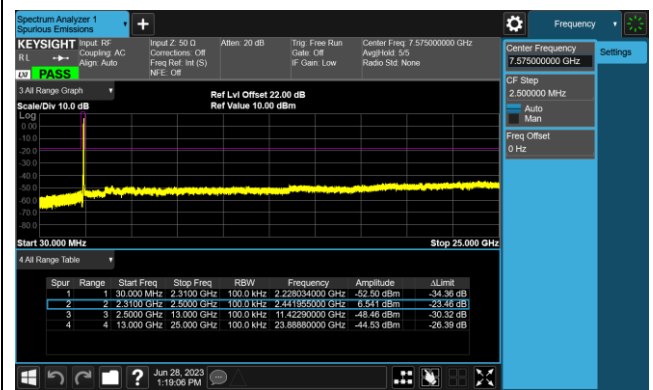 Spectrum Analyzer 1
Spurious Emissions
Frequency
KEYSIGHT
Input: RF
Input Z: 50 Ω
Atten: 20 dB
Trig: Free Run
Center Freq: 7.575000000 GHz
RL
Coupling: AC
Corrections: Off
Gate: Off
Avg|Hold: 5/5
Align: Auto
Freq Ref: Int (S)
IF Gain: Low
Radio Std: None
NFE: Off
LXI
PASS
Center Frequency
7.575000000 GHz
Settings
CF Step
2.500000 MHz
Auto
Man
Freq Offset
0 Hz
3 All Range Graph
Ref Lvl Offset 22.00 dB
Scale/Div 10.0 dB
Ref Value 10.00 dBm
Log
0.00
-10.0
-20.0
-30.0
-40.0
-50.0
-60.0
-70.0
-80.0
Start 30.000 MHz
Stop 25.000 GHz
4 All Range Table
Spur Range Start Freq Stop Freq RBW Frequency Amplitude ΔLimit
1 1 30.000 MHz 2.3100 GHz 100.0 kHz 2.228034000 GHz -52.50 dBm -34.36 dB
2 2 2.3100 GHz 2.5000 GHz 100.0 kHz 2.441955000 GHz 6.541 dBm -23.46 dB
3 3 2.5000 GHz 13.000 GHz 100.0 kHz 11.42290000 GHz -48.46 dBm -30.32 dB
4 4 13.000 GHz 25.000 GHz 100.0 kHz 23.88880000 GHz -44.53 dBm -26.39 dB
?
Jun 28, 2023
1:19:06 PM